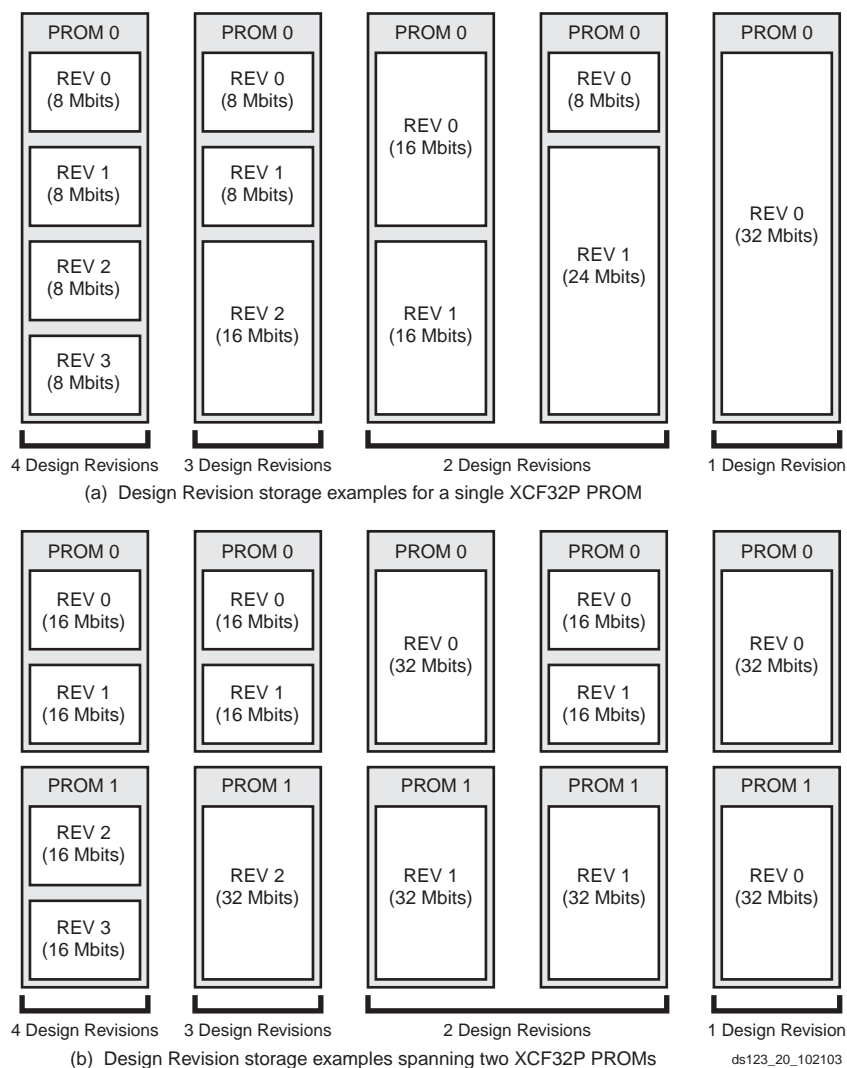 PROM 0
REV 0
(8 Mbits)
REV 1
(8 Mbits)
REV 2
(8 Mbits)
REV 3
(8 Mbits)
PROM 0
REV 0
(8 Mbits)
REV 1
(8 Mbits)
REV 2
(16 Mbits)
PROM 0
REV 0
(16 Mbits)
REV 1
(16 Mbits)
PROM 0
REV 0
(8 Mbits)
REV 1
(24 Mbits)
PROM 0
REV 0
(32 Mbits)
4 Design Revisions
3 Design Revisions
2 Design Revisions
1 Design Revision
(a) Design Revision storage examples for a single XCF32P PROM
PROM 0
REV 0
(16 Mbits)
REV 1
(16 Mbits)
PROM 0
REV 0
(16 Mbits)
REV 1
(16 Mbits)
PROM 0
REV 0
(32 Mbits)
PROM 0
REV 0
(16 Mbits)
REV 1
(16 Mbits)
PROM 0
REV 0
(32 Mbits)
PROM 1
REV 2
(16 Mbits)
REV 3
(16 Mbits)
PROM 1
REV 2
(32 Mbits)
PROM 1
REV 1
(32 Mbits)
PROM 1
REV 1
(32 Mbits)
PROM 1
REV 0
(32 Mbits)
4 Design Revisions
3 Design Revisions
2 Design Revisions
1 Design Revision
(b) Design Revision storage examples spanning two XCF32P PROMs
ds123_20_102103